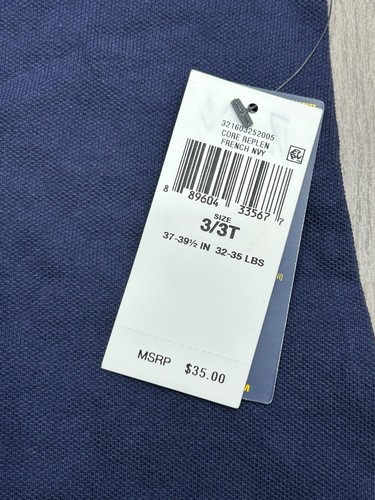 321603252005
CORE REPLEN
FRENCH NVY
8 89604 33567 7
SIZE
3/3T
37-39½ IN 32-35 LBS
MSRP $35.00